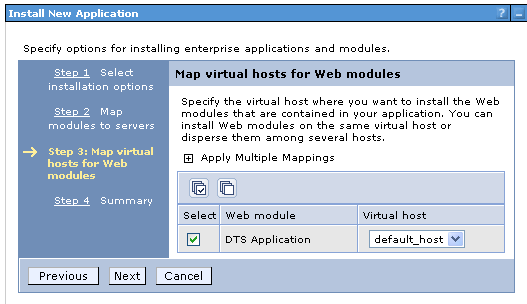 Install New Application ? _
Specify options for installing enterprise applications and modules.
Step 1 Select
installation options
Step 2 Map
modules to servers
Step 3: Map virtual
hosts for Web
modules
Step 4 Summary
Map virtual hosts for Web modules
Specify the virtual host where you want to install the Web
modules that are contained in your application. You can
install Web modules on the same virtual host or
disperse them among several hosts.
Apply Multiple Mappings
Select Web module Virtual host
DTS Application default_host
Previous Next Cancel